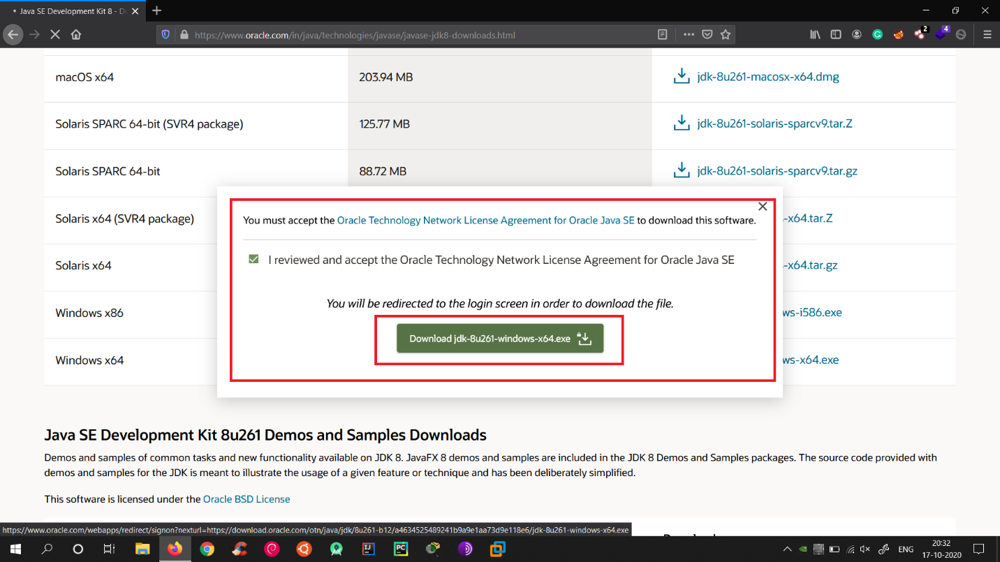 Java SE Development Kit 8 - Do
https://www.oracle.com/in/java/technologies/javase/javase-jdk8-downloads.html
2
4
macOS x64
203.94 MB
jdk-8u261-macosx-x64.dmg
Solaris SPARC 64-bit (SVR4 package)
125.77 MB
jdk-8u261-solaris-sparcv9.tar.Z
Solaris SPARC 64-bit
88.72 MB
jdk-8u261-solaris-sparcv9.tar.gz
Solaris x64 (SVR4 package)
-x64.tar.Z
You must accept the Oracle Technology Network License Agreement for Oracle Java SE to download this software.
I reviewed and accept the Oracle Technology Network License Agreement for Oracle Java SE
Solaris x64
-x64.tar.gz
You will be redirected to the login screen in order to download the file.
Windows x86
ws-i586.exe
Download jdk-8u261-windows-x64.exe
Windows x64
ws-x64.exe
Java SE Development Kit 8u261 Demos and Samples Downloads
Demos and samples of common tasks and new functionality available on JDK 8. JavaFX 8 demos and samples are included in the JDK 8 Demos and Samples packages. The source code provided with
demos and samples for the JDK is meant to illustrate the usage of a given feature or technique and has been deliberately simplified.
This software is licensed under the Oracle BSD License
https://www.oracle.com/webapps/redirect/signon?nexturl=https://download.oracle.com/otn/java/jdk/8u261-b12/a4634525489241b9a9e1aa73d9e118e6/jdk-8u261-windows-x64.exe
ENG
20:32
17-10-2020